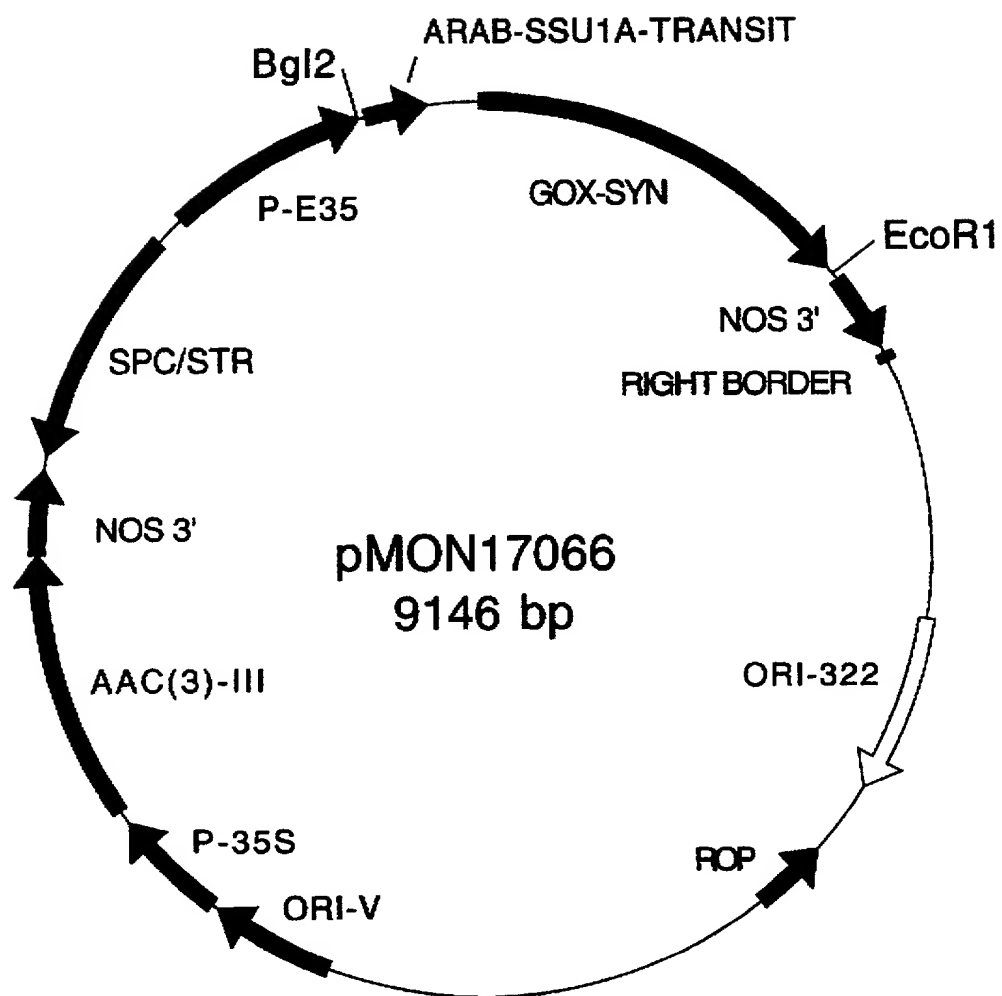 ARAB-SSU1A-TRANSIT
Bgl2
P-E35
GOX-SYN
EcoR1
NOS 3'
RIGHT BORDER
SPC/STR
NOS 3'
pMON17066
9146 bp
ORI-322
AAC(3)-III
P-35S
ROP
ORI-V